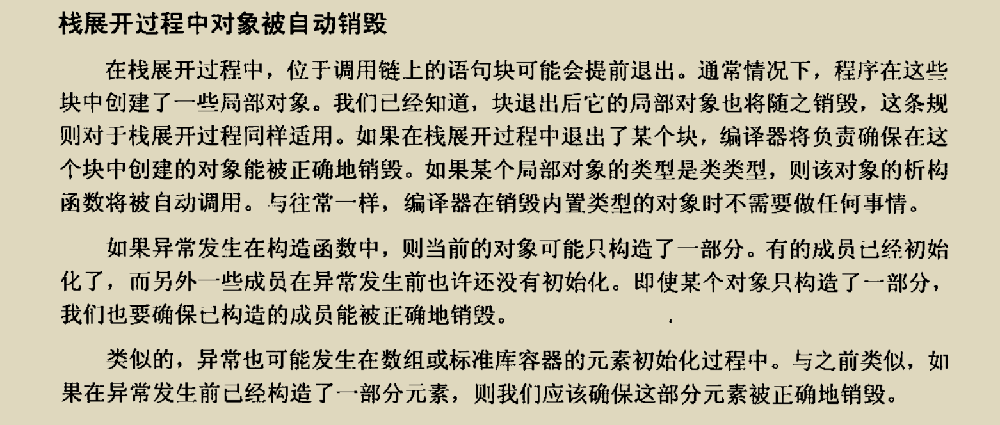 栈展开过程中对象被自动销毁
在栈展开过程中，位于调用链上的语句块可能会提前退出。通常情况下，程序在这些
块中创建了一些局部对象。我们已经知道，块退出后它的局部对象也将随之销毁，这条规
则对于栈展开过程同样适用。如果在栈展开过程中退出了某个块，编译器将负责确保在这
个块中创建的对象能被正确地销毁。如果某个局部对象的类型是类类型，则该对象的析构
函数将被自动调用。与往常一样，编译器在销毁内置类型的对象时不需要做任何事情。
如果异常发生在构造函数中，则当前的对象可能只构造了一部分。有的成员已经初始
化了，而另外一些成员在异常发生前也许还没有初始化。即使某个对象只构造了一部分，
我们也要确保已构造的成员能被正确地销毁。
类似的，异常也可能发生在数组或标准库容器的元素初始化过程中。与之前类似，如
果在异常发生前已经构造了一部分元素，则我们应该确保这部分元素被正确地销毁。